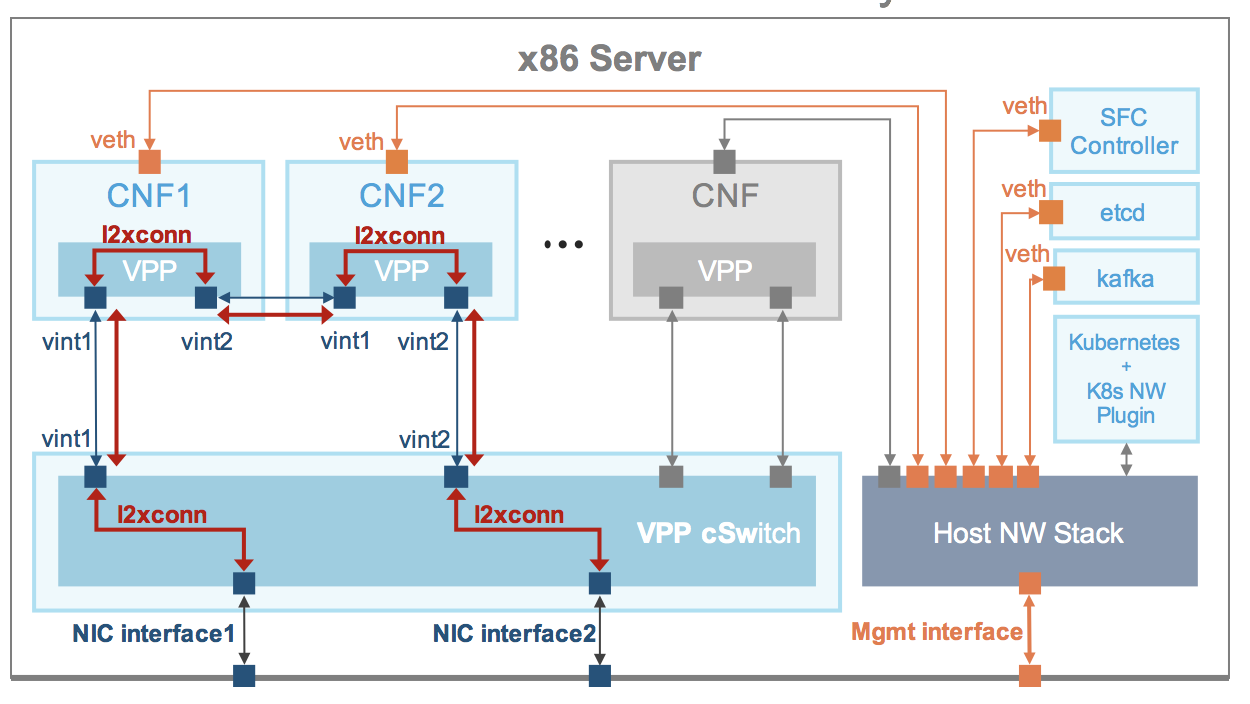 x86 Server
veth
veth
veth
SFC
Controller
CNF1
CNF2
CNF
veth
etcd
l2xconn
l2xconn
...
VPP
VPP
VPP
veth
kafka
vint1
vint2
vint1
vint2
Kubernetes
+
K8s NW
Plugin
vint1
vint2
l2xconn
l2xconn
VPP cSwitch
Host NW Stack
NIC interface1
NIC interface2
Mgmt interface